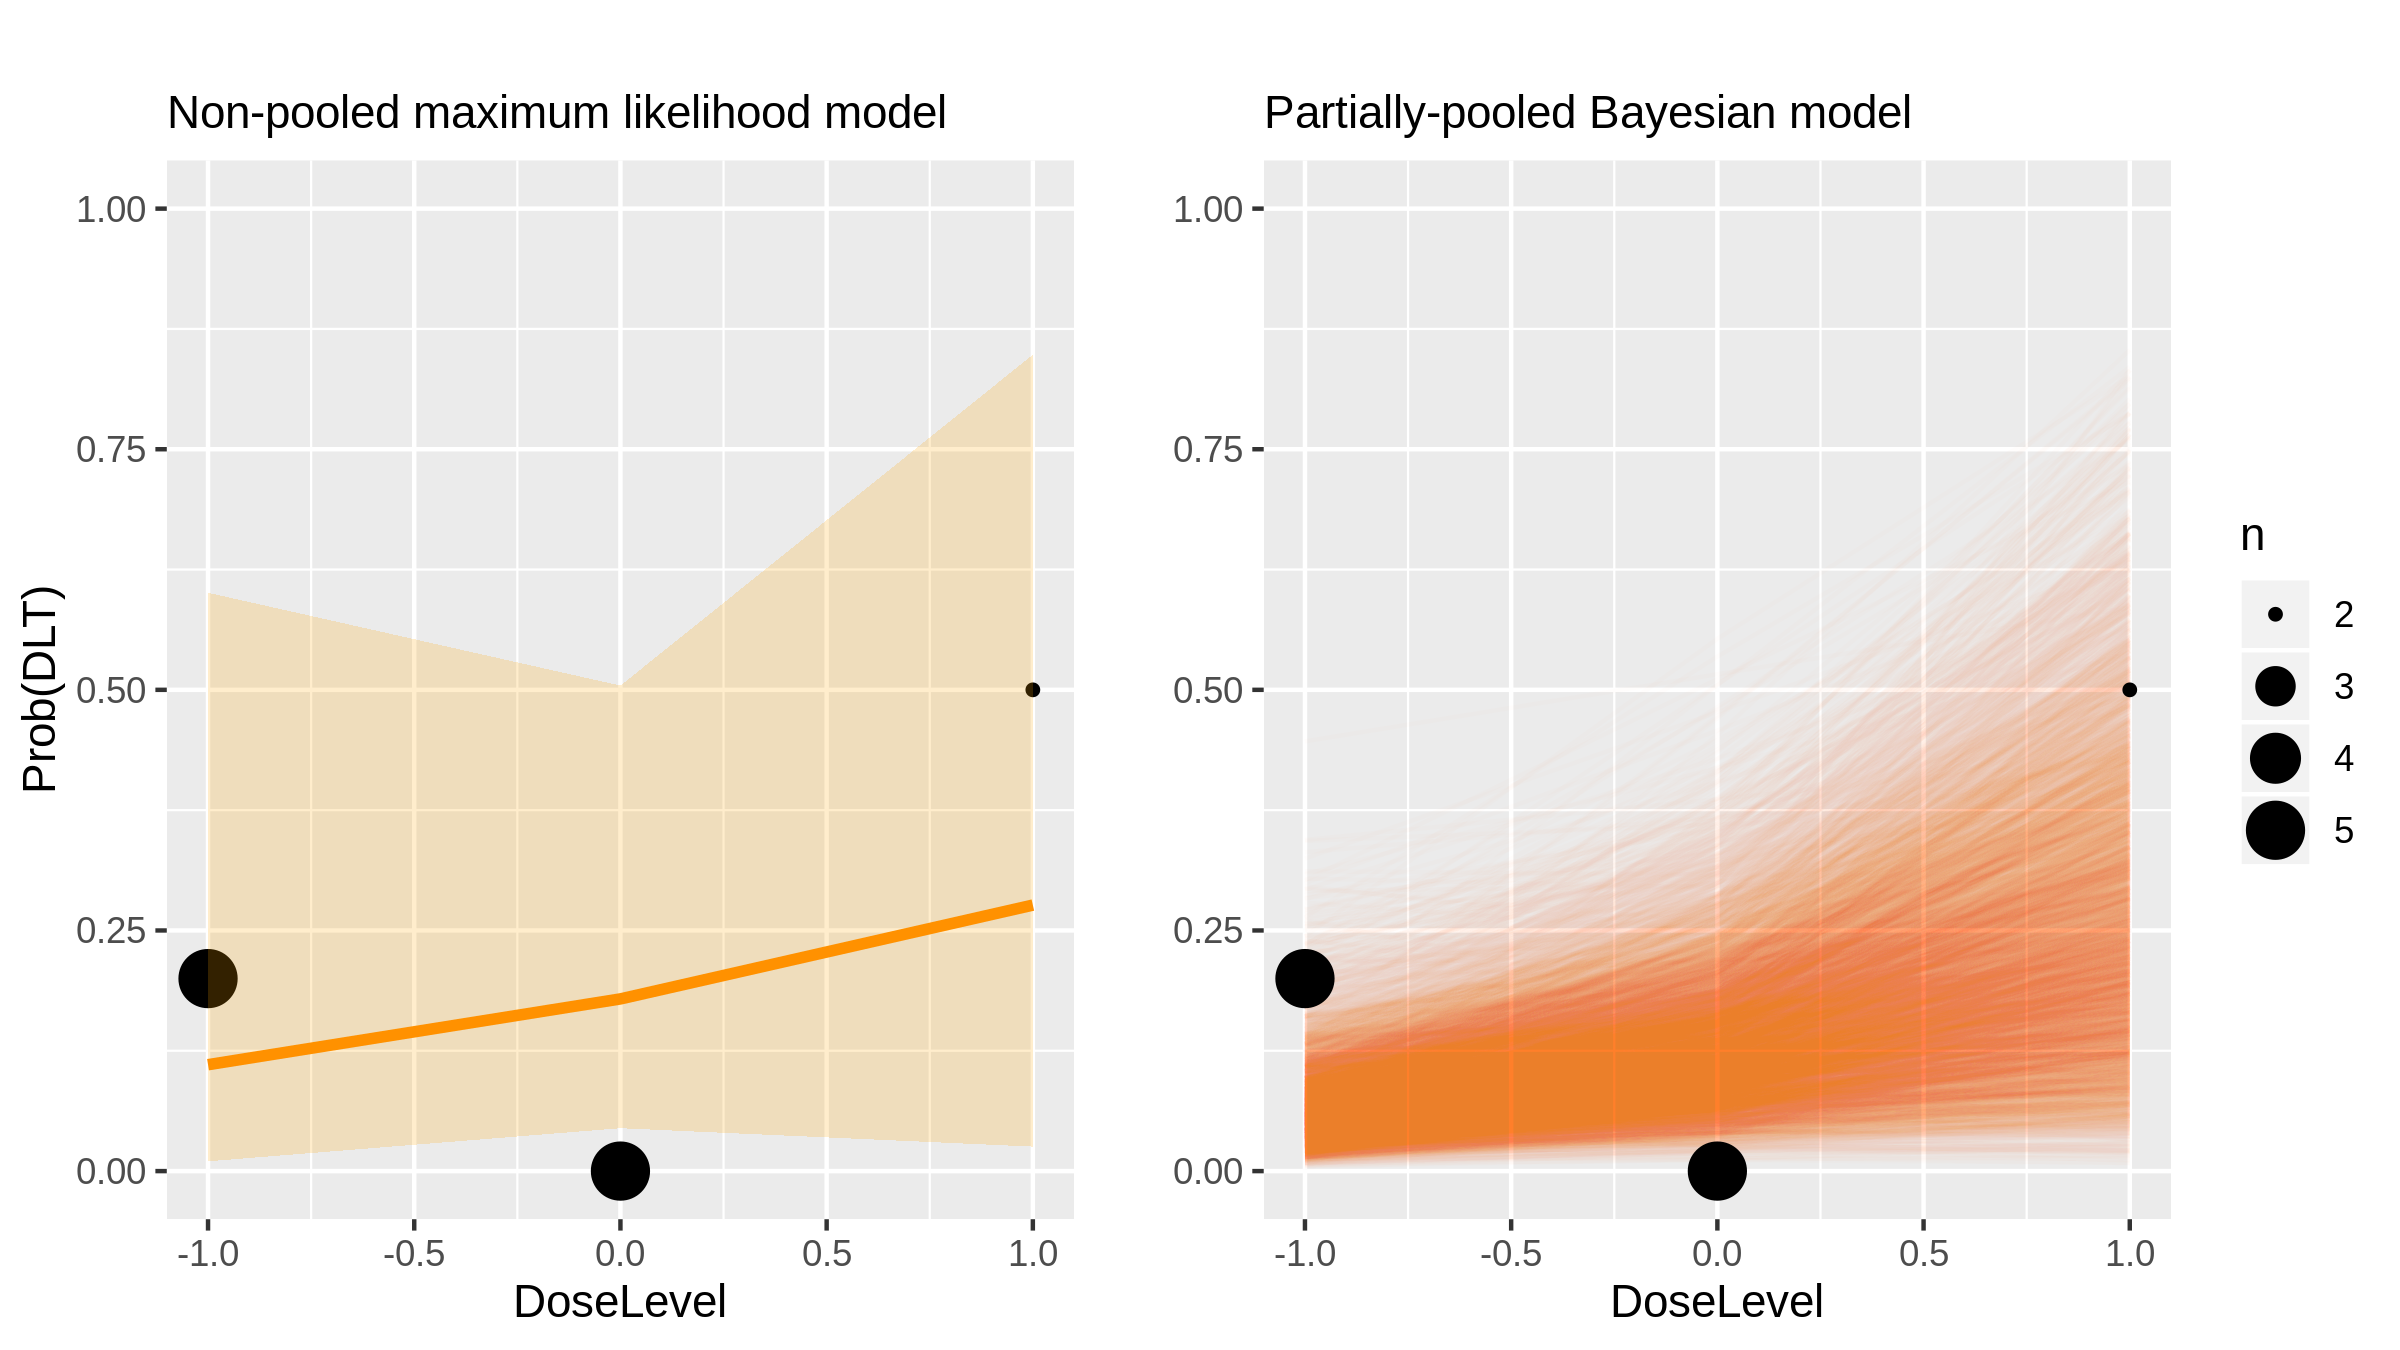 Non-pooled maximum likelihood model
Prob(DLT)
1.00
0.75
0.50
0.25
0.00
-1.0 -0.5 0.0 0.5 1.0
DoseLevel
Partially-pooled Bayesian model
1.00
0.75
0.50
0.25
0.00
-1.0 -0.5 0.0 0.5 1.0
DoseLevel
n
2
3
4
5